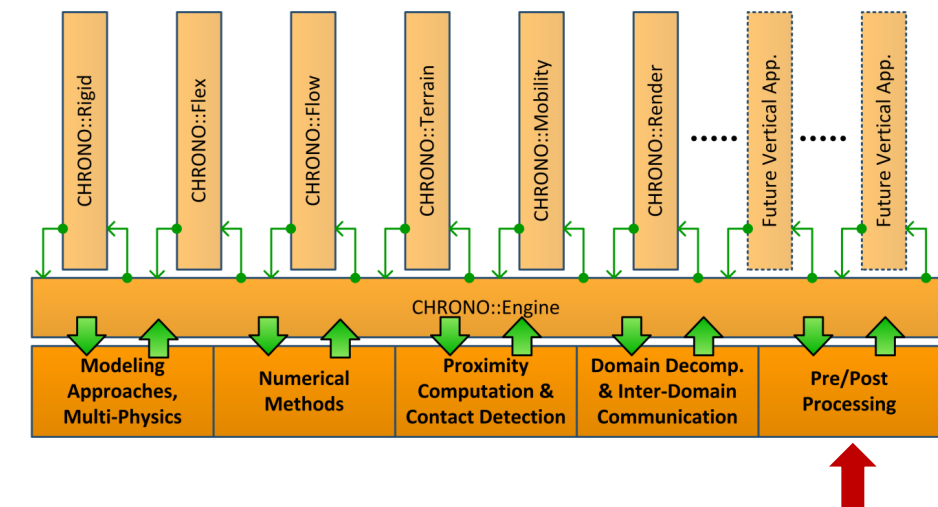 CHRONO::Rigid
CHRONO::Flex
CHRONO::Flow
CHRONO::Terrain
CHRONO::Mobility
CHRONO::Render
Future Vertical App.
Future Vertical App.
CHRONO::Engine
Modeling
Approaches,
Multi-Physics
Numerical
Methods
Proximity
Computation &
Contact Detection
Domain Decomp.
& Inter-Domain
Communication
Pre/Post
Processing